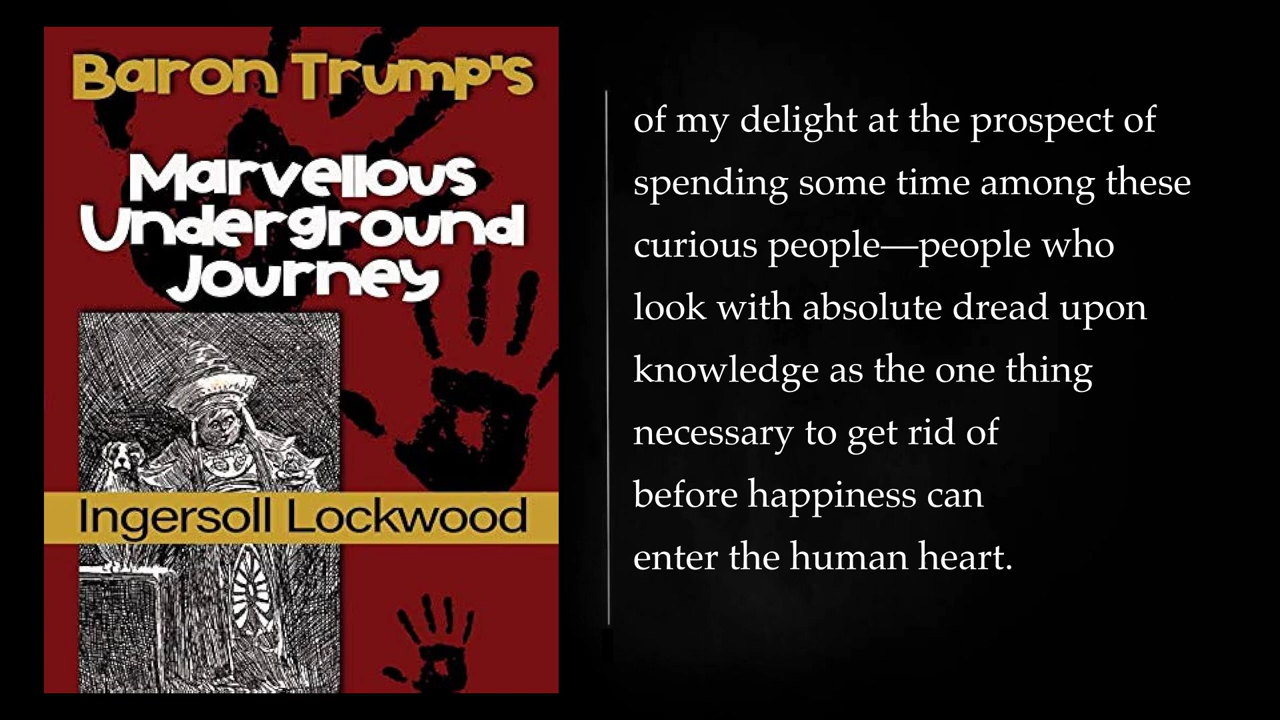 Baron Trump's
Marvellous
Underground
Journey
Ingersoll Lockwood
of my delight at the prospect of
spending some time among these
curious people—people who
look with absolute dread upon
knowledge as the one thing
necessary to get rid of
before happiness can
enter the human heart.